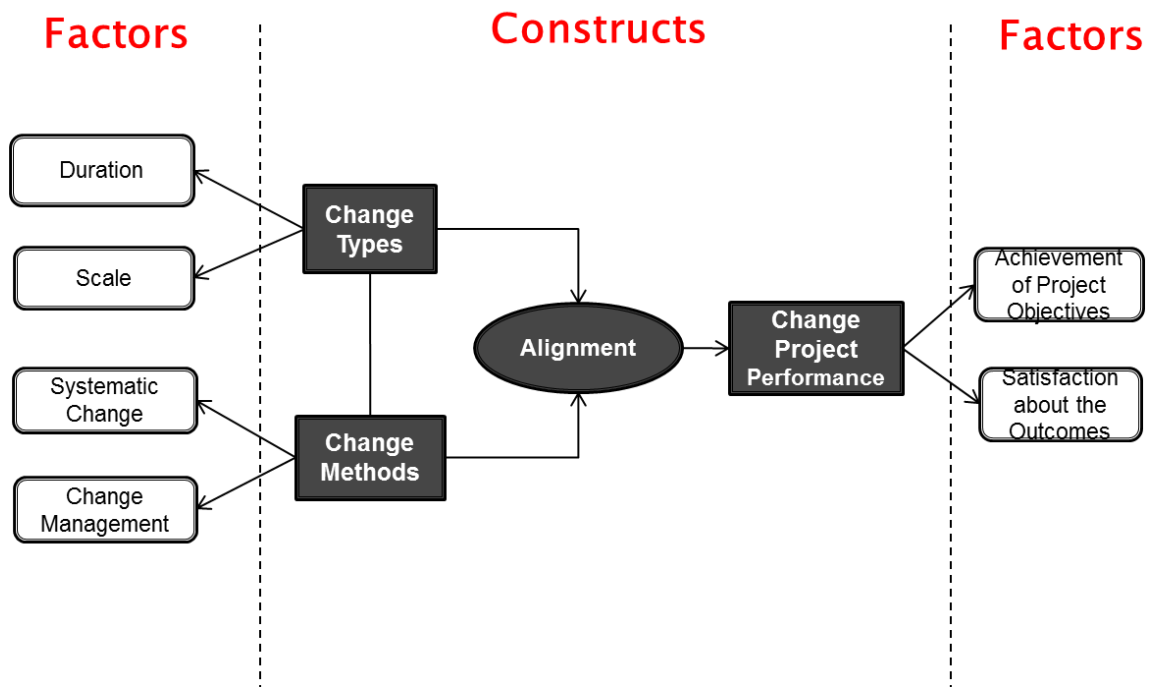 Factors
Constructs
Factors
Duration
Scale
Systematic
Change
Change
Management
Change
Types
Change
Methods
Alignment
Change
Project
Performance
Achievement
of Project
Objectives
Satisfaction
about the
Outcomes